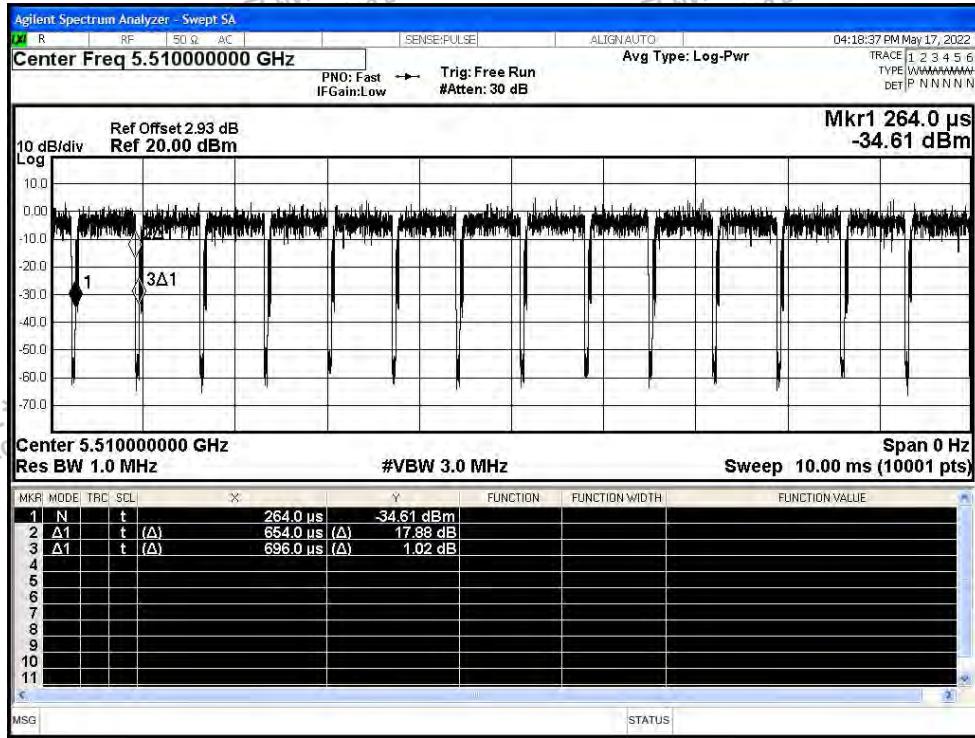 Agilent Spectrum Analyzer - Swept SA
LXI R RF 50 Ω AC SENSE:PULSE ALIGN AUTO 04:18:37 PM May 17, 2022
Center Freq 5.510000000 GHz
PNO: Fast
IFGain:Low
Trig: Free Run
#Atten: 30 dB
Avg Type: Log-Pwr
TRACE 1 2 3 4 5 6
TYPE WWWWWW
DET P N N N N N
Mkr1 264.0 µs
-34.61 dBm
Ref Offset 2.93 dB
10 dB/div Ref 20.00 dBm
Log
10.0
0.00
-10.0
-20.0
-30.0
-40.0
-50.0
-60.0
-70.0
1
3Δ1
Center 5.510000000 GHz Span 0 Hz
Res BW 1.0 MHz #VBW 3.0 MHz Sweep 10.00 ms (10001 pts)
MKR MODE TRC SCL X Y FUNCTION FUNCTION WIDTH FUNCTION VALUE
1 N t 264.0 µs -34.61 dBm
2 Δ1 t (Δ) 654.0 µs (Δ) 17.88 dB
3 Δ1 t (Δ) 696.0 µs (Δ) 1.02 dB
4
5
6
7
8
9
10
11
MSG STATUS